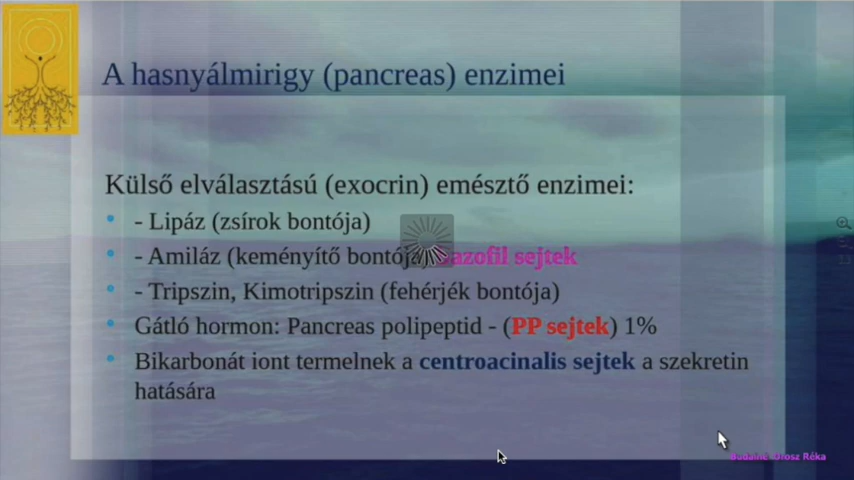 A hasnyálmirigy (pancreas) enzimei
Külső elválasztású (exocrin) emésztő enzimei:
- Lipáz (zsírok bontója)
- Amiláz (keményítő bontója) sejtek
- Tripszin, Kimotripszin (fehérjék bontója)
Gátló hormon: Pancreas polipeptid - (PP sejtek) 1%
Bikarbonát iont termelnek a centroacinalis sejtek a szekretin
hatására
Réka